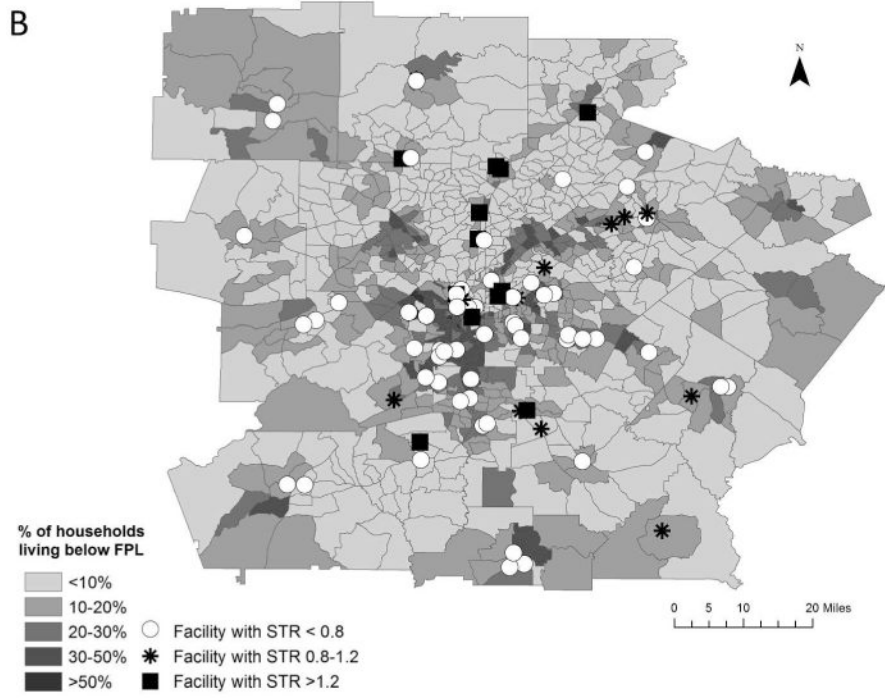 B
N
% of households
living below FPL
<10%
10-20%
20-30%
30-50%
>50%
Facility with STR < 0.8
Facility with STR 0.8-1.2
Facility with STR >1.2
0 5 10 20 Miles